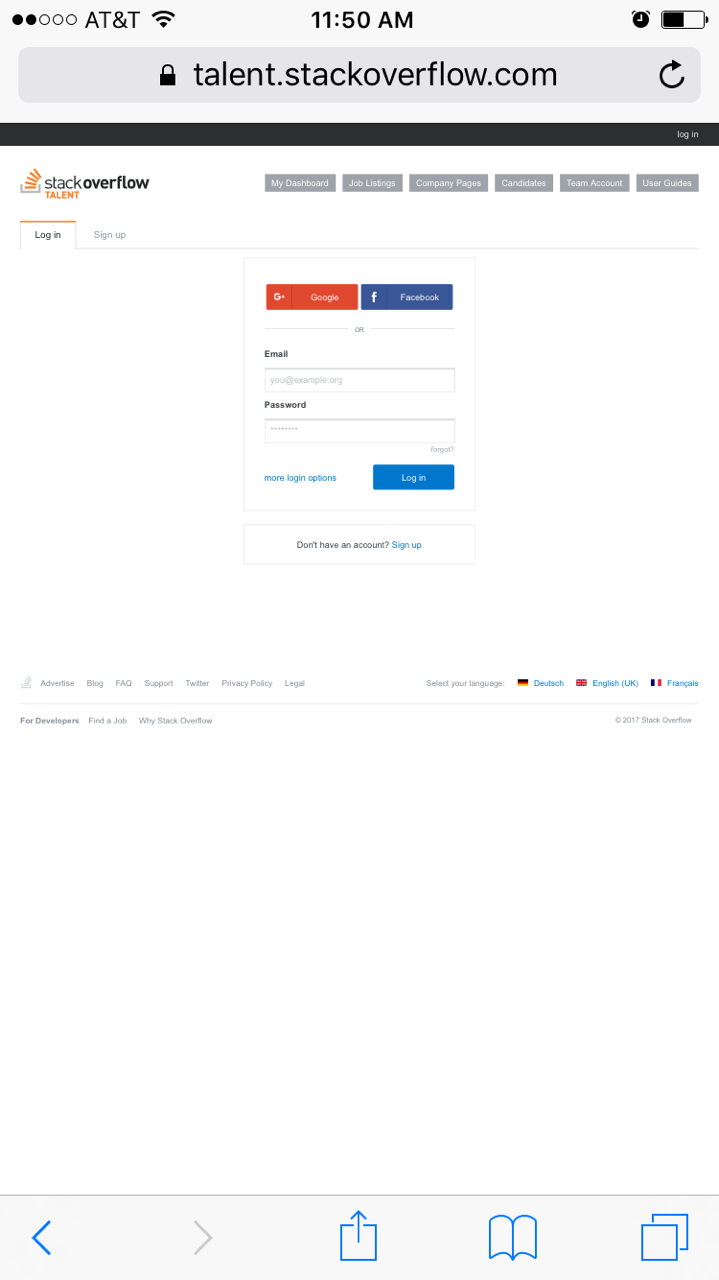 AT&T 11:50 AM
talent.stackoverflow.com
log in
stackoverflow
TALENT
My Dashboard Job Listings Company Pages Candidates Team Account User Guides
Log in Sign up
G+ Google f Facebook
OR
Email
you@example.org
Password
********
forgot?
more login options Log in
Don't have an account? Sign up
Advertise Blog FAQ Support Twitter Privacy Policy Legal Select your language: Deutsch English (UK) Français
For Developers Find a Job Why Stack Overflow © 2017 Stack Overflow